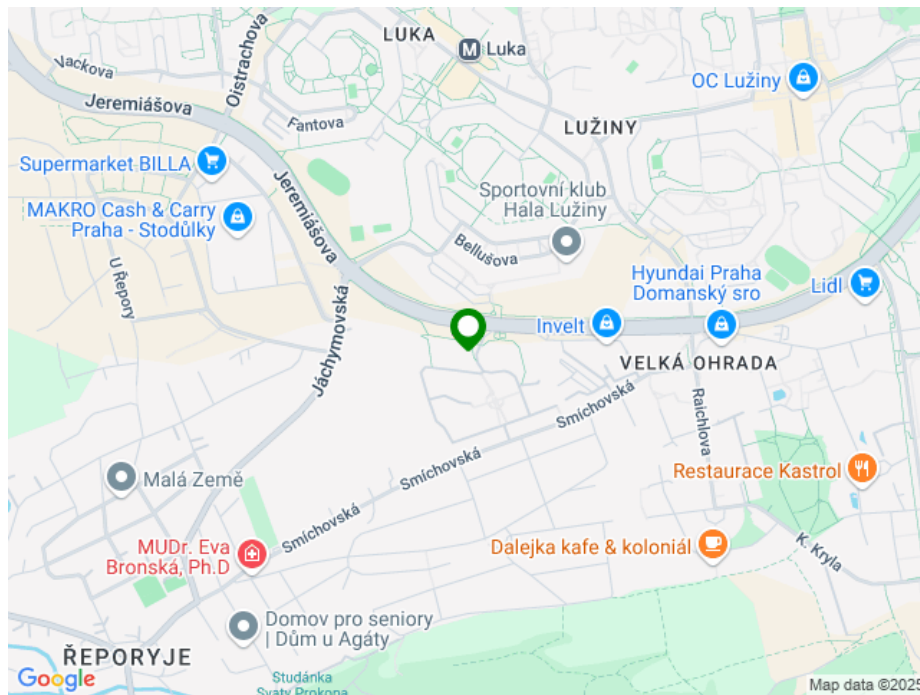 LUKA
Luka
Vackova
Oistrachova
OC Lužiny
Jeremiášova
Fantova
LUŽINY
Supermarket BILLA
Jeremiášova
Sportovní klub
Hála Lužiny
MAKRO Cash & Carry
Praha - Stodůlky
Bellušova
U Řepory
Hyundai Praha
Domanský sro
Lidl
Jáchymovská
Invelt
VELKÁ OHRADA
Smíchovská
Raichlova
Smíchovská
Malá Země
Restaurace Kastrol
Smíchovská
MUDr. Eva
Bronská, Ph.D
Dalejka kafe & koloniál
K. Kryla
Domov pro seniory
| Dům u Agáty
ŘEPORYJE
Studánka
Svatý Prokopa
Google
Map data ©2025